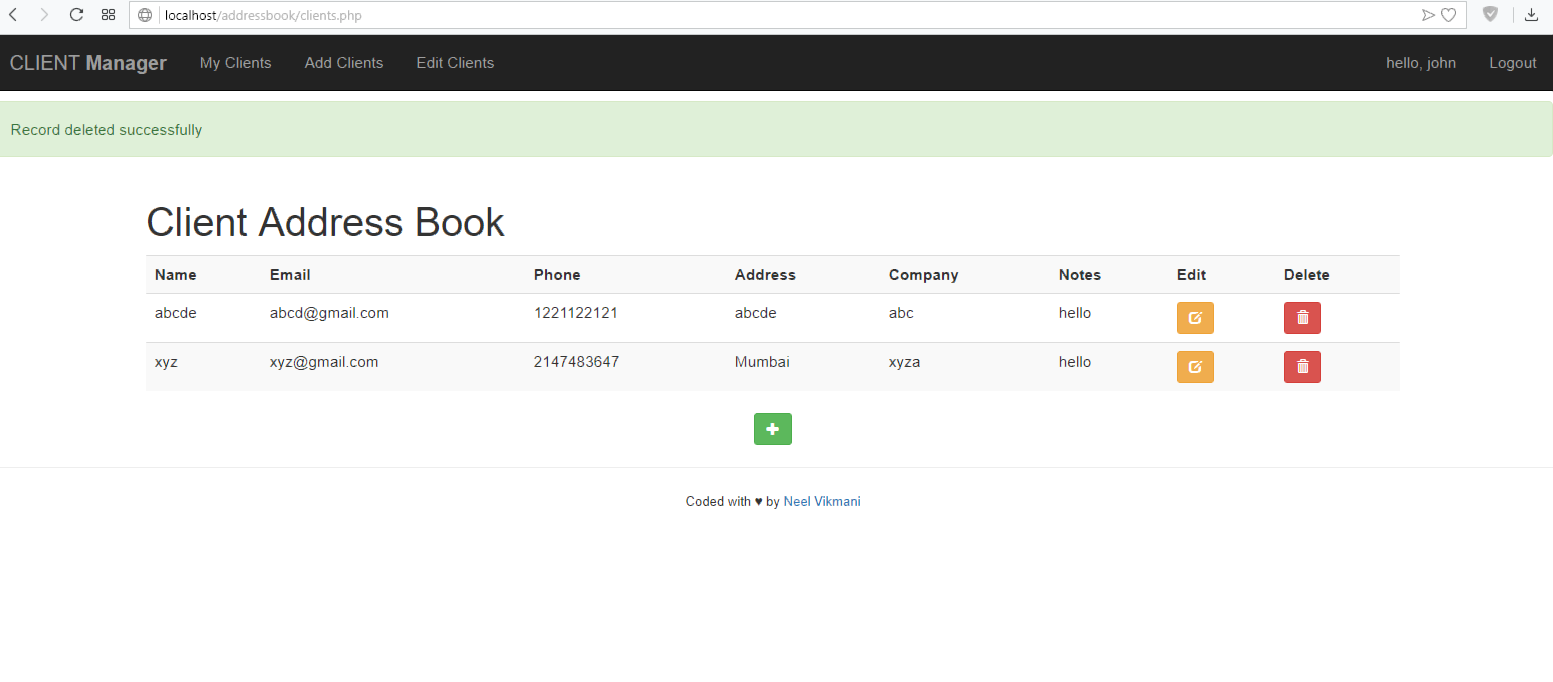 localhost/addressbook/clients.php
CLIENT Manager My Clients Add Clients Edit Clients hello, john Logout
Record deleted successfully
Client Address Book
Name Email Phone Address Company Notes Edit Delete
abcde abcd@gmail.com 1221122121 abcde abc hello
xyz xyz@gmail.com 2147483647 Mumbai xyza hello
Coded with ♥ by Neel Vikmani